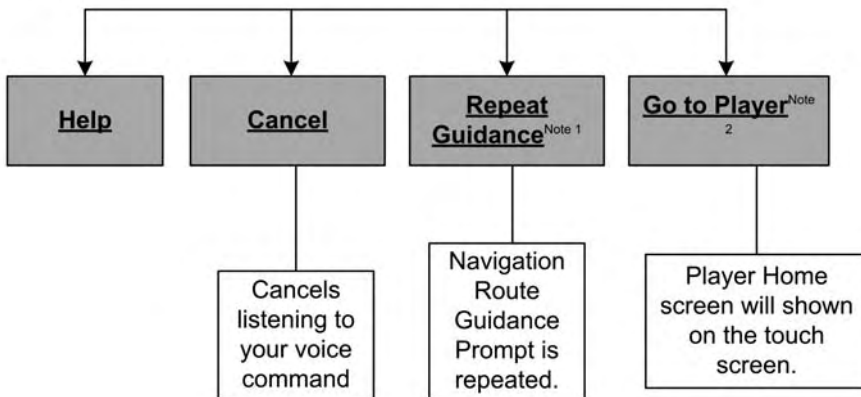 Help
Cancel
Repeat
Guidance Note 1
Go to Player Note
2
Cancels
listening to
your voice
command
Navigation
Route
Guidance
Prompt is
repeated.
Player Home
screen will shown
on the touch
screen.